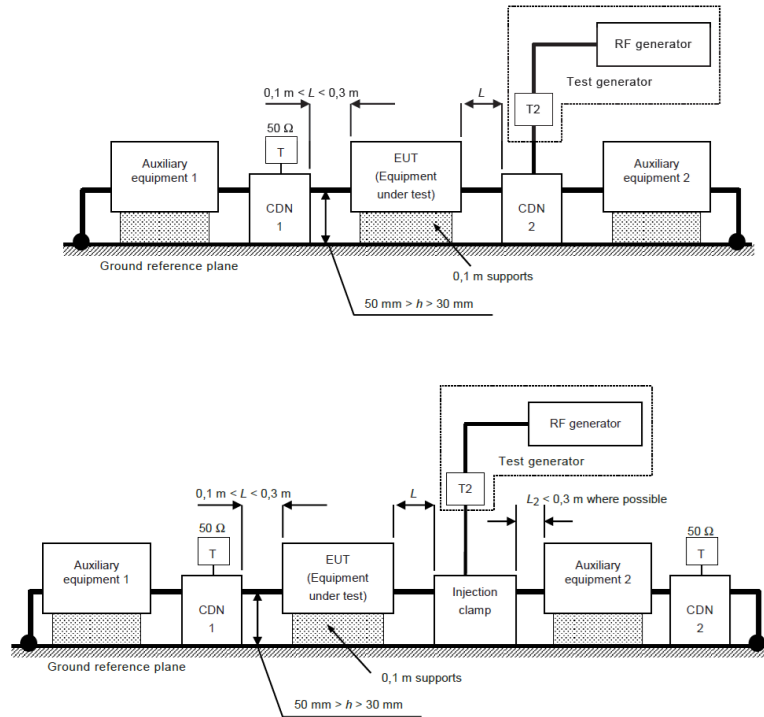 RF generator
Test generator
T2
0,1 m < L < 0,3 m
L
50 Ω
T
Auxiliary
equipment 1
CDN
1
EUT
(Equipment
under test)
CDN
2
Auxiliary
equipment 2
Ground reference plane
0,1 m supports
50 mm > h > 30 mm
RF generator
Test generator
T2
0,1 m < L < 0,3 m
L
L2 < 0,3 m where possible
50 Ω
T
50 Ω
T
Auxiliary
equipment 1
CDN
1
EUT
(Equipment
under test)
Injection
clamp
Auxiliary
equipment 2
CDN
2
Ground reference plane
0,1 m supports
50 mm > h > 30 mm